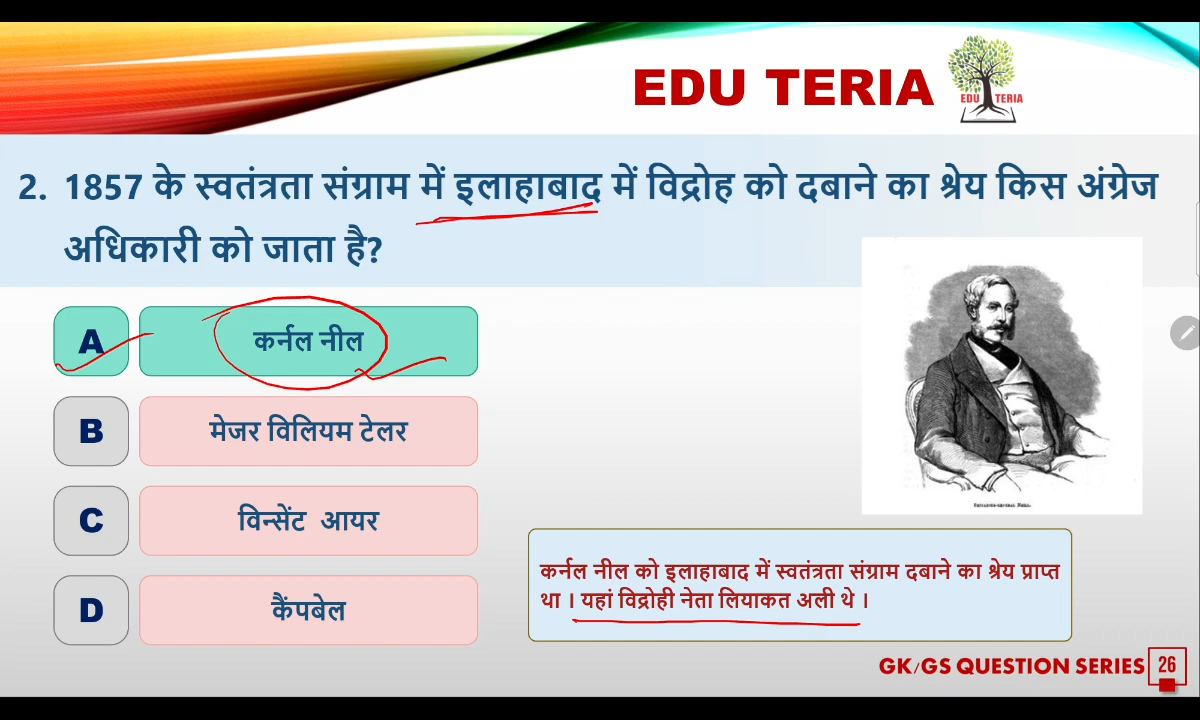 EDU TERIA
EDU TERIA
2. 1857 के स्वतंत्रता संग्राम में इलाहाबाद में विद्रोह को दबाने का श्रेय किस अंग्रेज
अधिकारी को जाता है?
A कर्नल नील
B मेजर विलियम टेलर
C विन्सेंट आयर
D कैंपबेल
कर्नल नील को इलाहाबाद में स्वतंत्रता संग्राम दबाने का श्रेय प्राप्त
था । यहां विद्रोही नेता लियाकत अली थे ।
GK/GS QUESTION SERIES 26